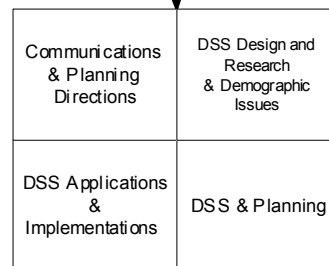 Communications
& Planning
Directions
DSS Design and
Research
& Demographic
Issues
DSS Applications
&
Implementations
DSS & Planning